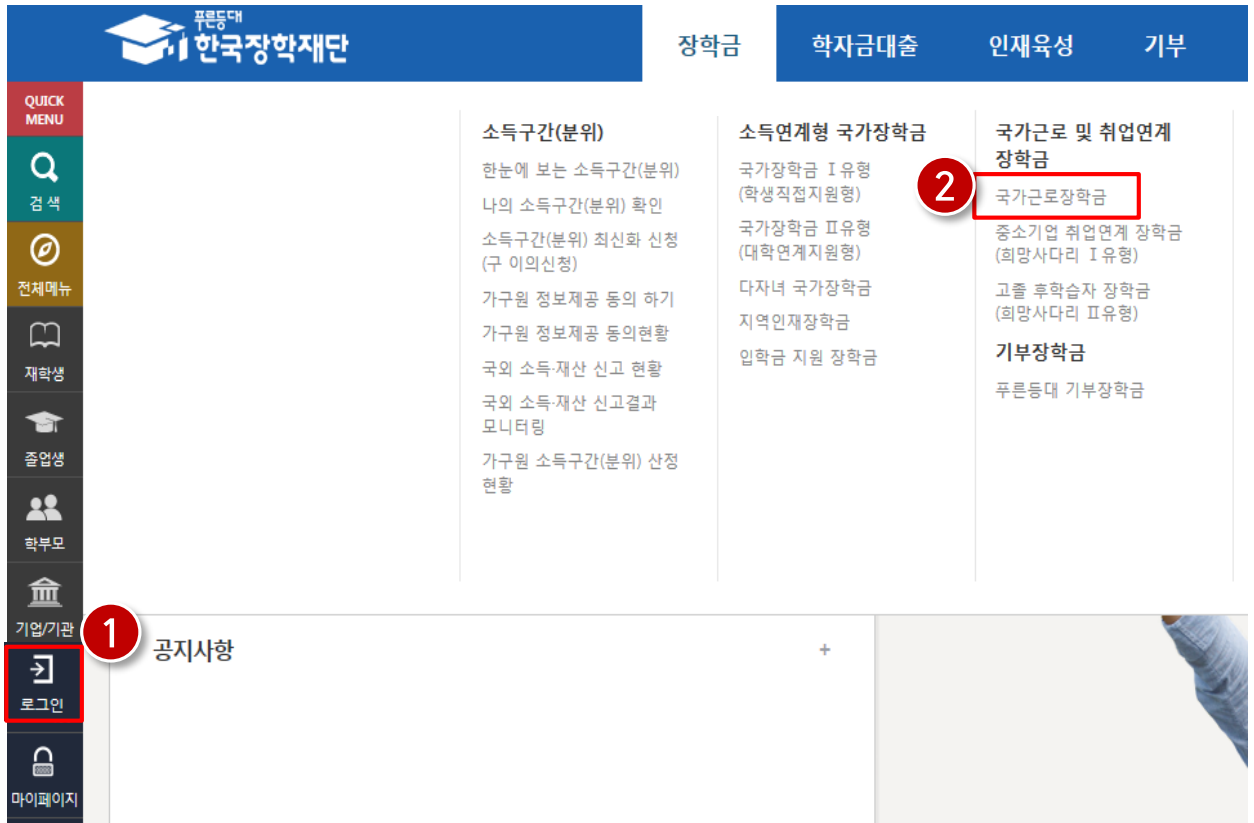 푸른등대
한국장학재단
장학금
학자금대출
인재육성
기부
QUICK
MENU
검색
전체메뉴
재학생
졸업생
학부모
기업/기관
로그인
마이페이지
소득구간(분위)
한눈에 보는 소득구간(분위)
나의 소득구간(분위) 확인
소득구간(분위) 최신화 신청
(구 이의신청)
가구원 정보제공 동의 하기
가구원 정보제공 동의현황
국외 소득·재산 신고 현황
국외 소득·재산 신고결과
모니터링
가구원 소득구간(분위) 산정
현황
소득연계형 국가장학금
국가장학금 Ⅰ유형
(학생직접지원형)
국가장학금 Ⅱ유형
(대학연계지원형)
다자녀 국가장학금
지역인재장학금
입학금 지원 장학금
국가근로 및 취업연계
장학금
2
국가근로장학금
중소기업 취업연계 장학금
(희망사다리 Ⅰ유형)
고졸 후학습자 장학금
(희망사다리 Ⅱ유형)
기부장학금
푸른등대 기부장학금
1
공지사항
+